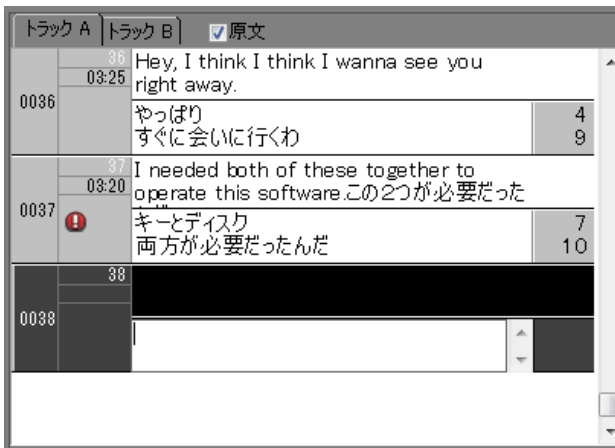 トラック A トラック B 原文
36 Hey, I think I think I wanna see you
03:25 right away.
0036
やっぱり 4
すぐに会いに行くわ 9
37 I needed both of these together to
03:20 operate this software.この2つが必要だった
0037
キーとディスク 7
両方が必要だったんだ 10
38
0038